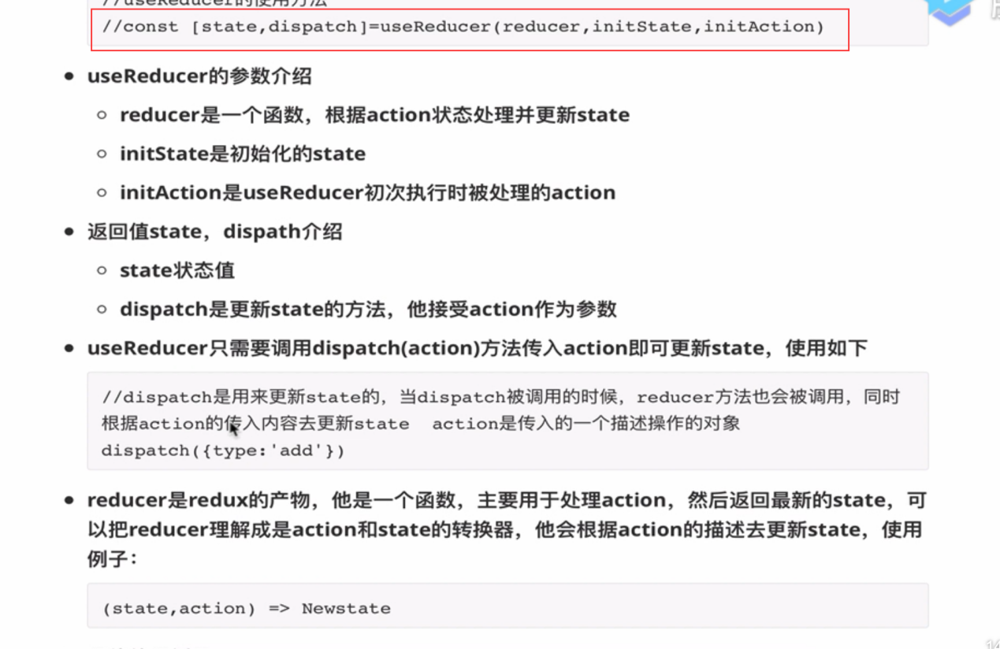 //useReducer的使用方法
//const [state,dispatch]=useReducer(reducer,initState,initAction)
useReducer的参数介绍
reducer是一个函数，根据action状态处理并更新state
initState是初始化的state
initAction是useReducer初次执行时被处理的action
返回值state，dispath介绍
state状态值
dispatch是更新state的方法，他接受action作为参数
useReducer只需要调用dispatch(action)方法传入action即可更新state，使用如下
//dispatch是用来更新state的，当dispatch被调用的时候，reducer方法也会被调用，同时
根据action的传入内容去更新state  action是传入的一个描述操作的对象
dispatch({type:'add'})
reducer是redux的产物，他是一个函数，主要用于处理action，然后返回最新的state，可
以把reducer理解成是action和state的转换器，他会根据action的描述去更新state，使用
例子：
(state,action) => Newstate